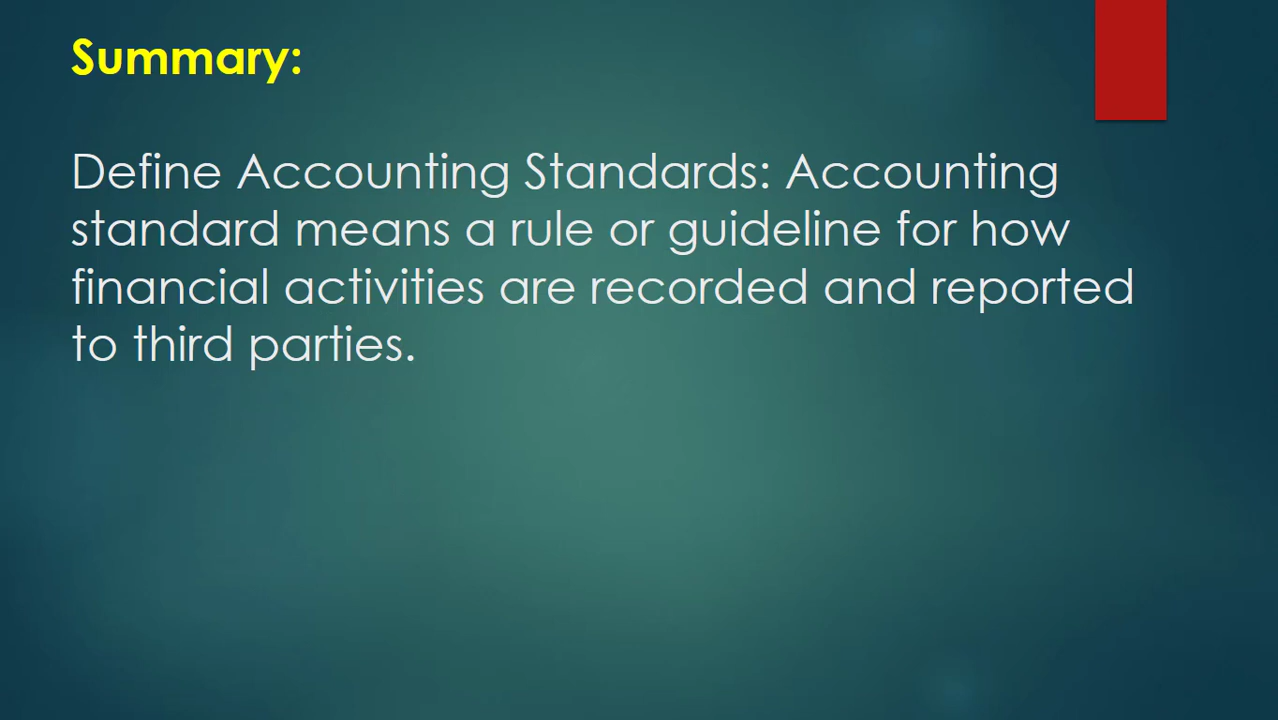 Summary:
Define Accounting Standards: Accounting
standard means a rule or guideline for how
financial activities are recorded and reported
to third parties.